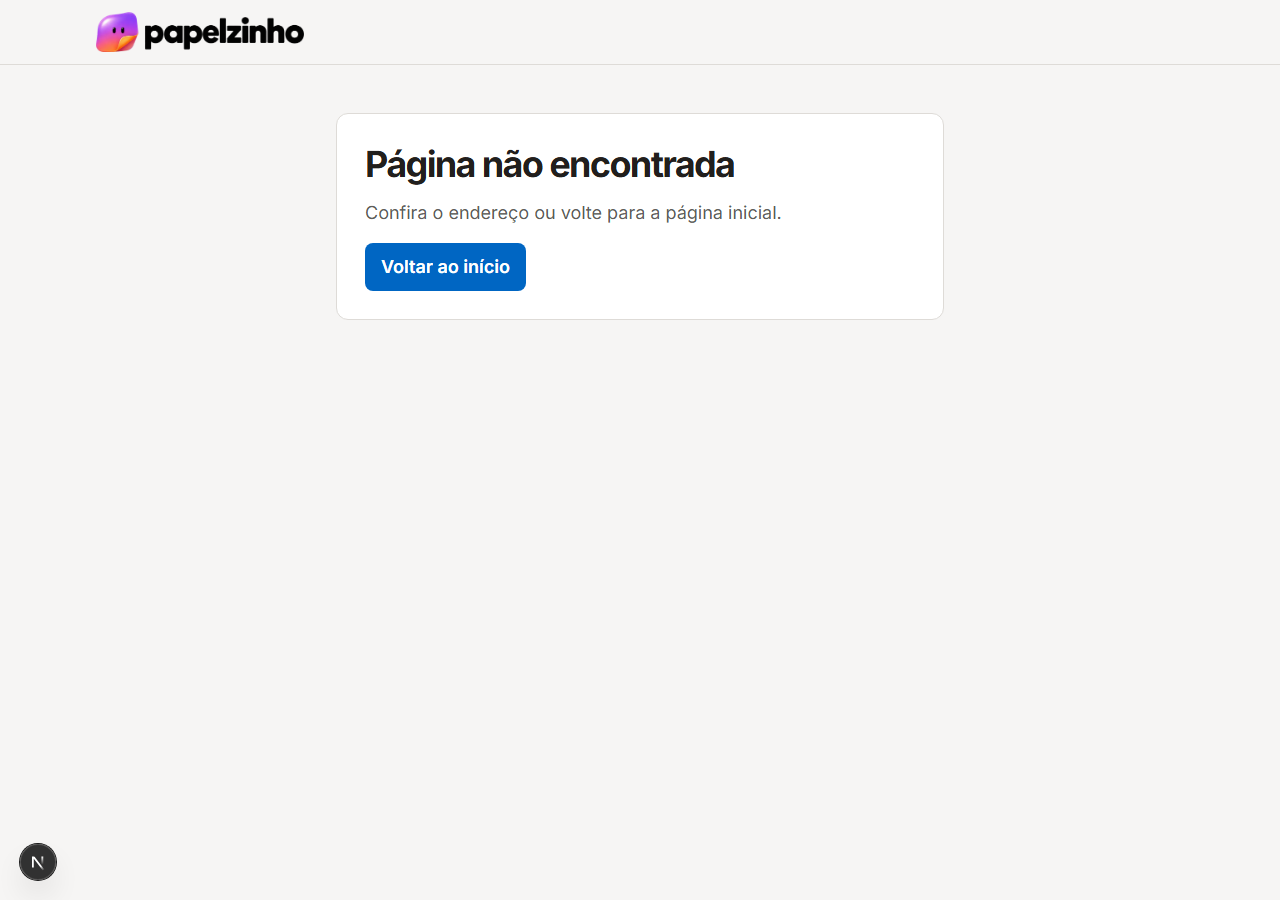 papelzinho
Página não encontrada
Confira o endereço ou volte para a página inicial.
Voltar ao início
N